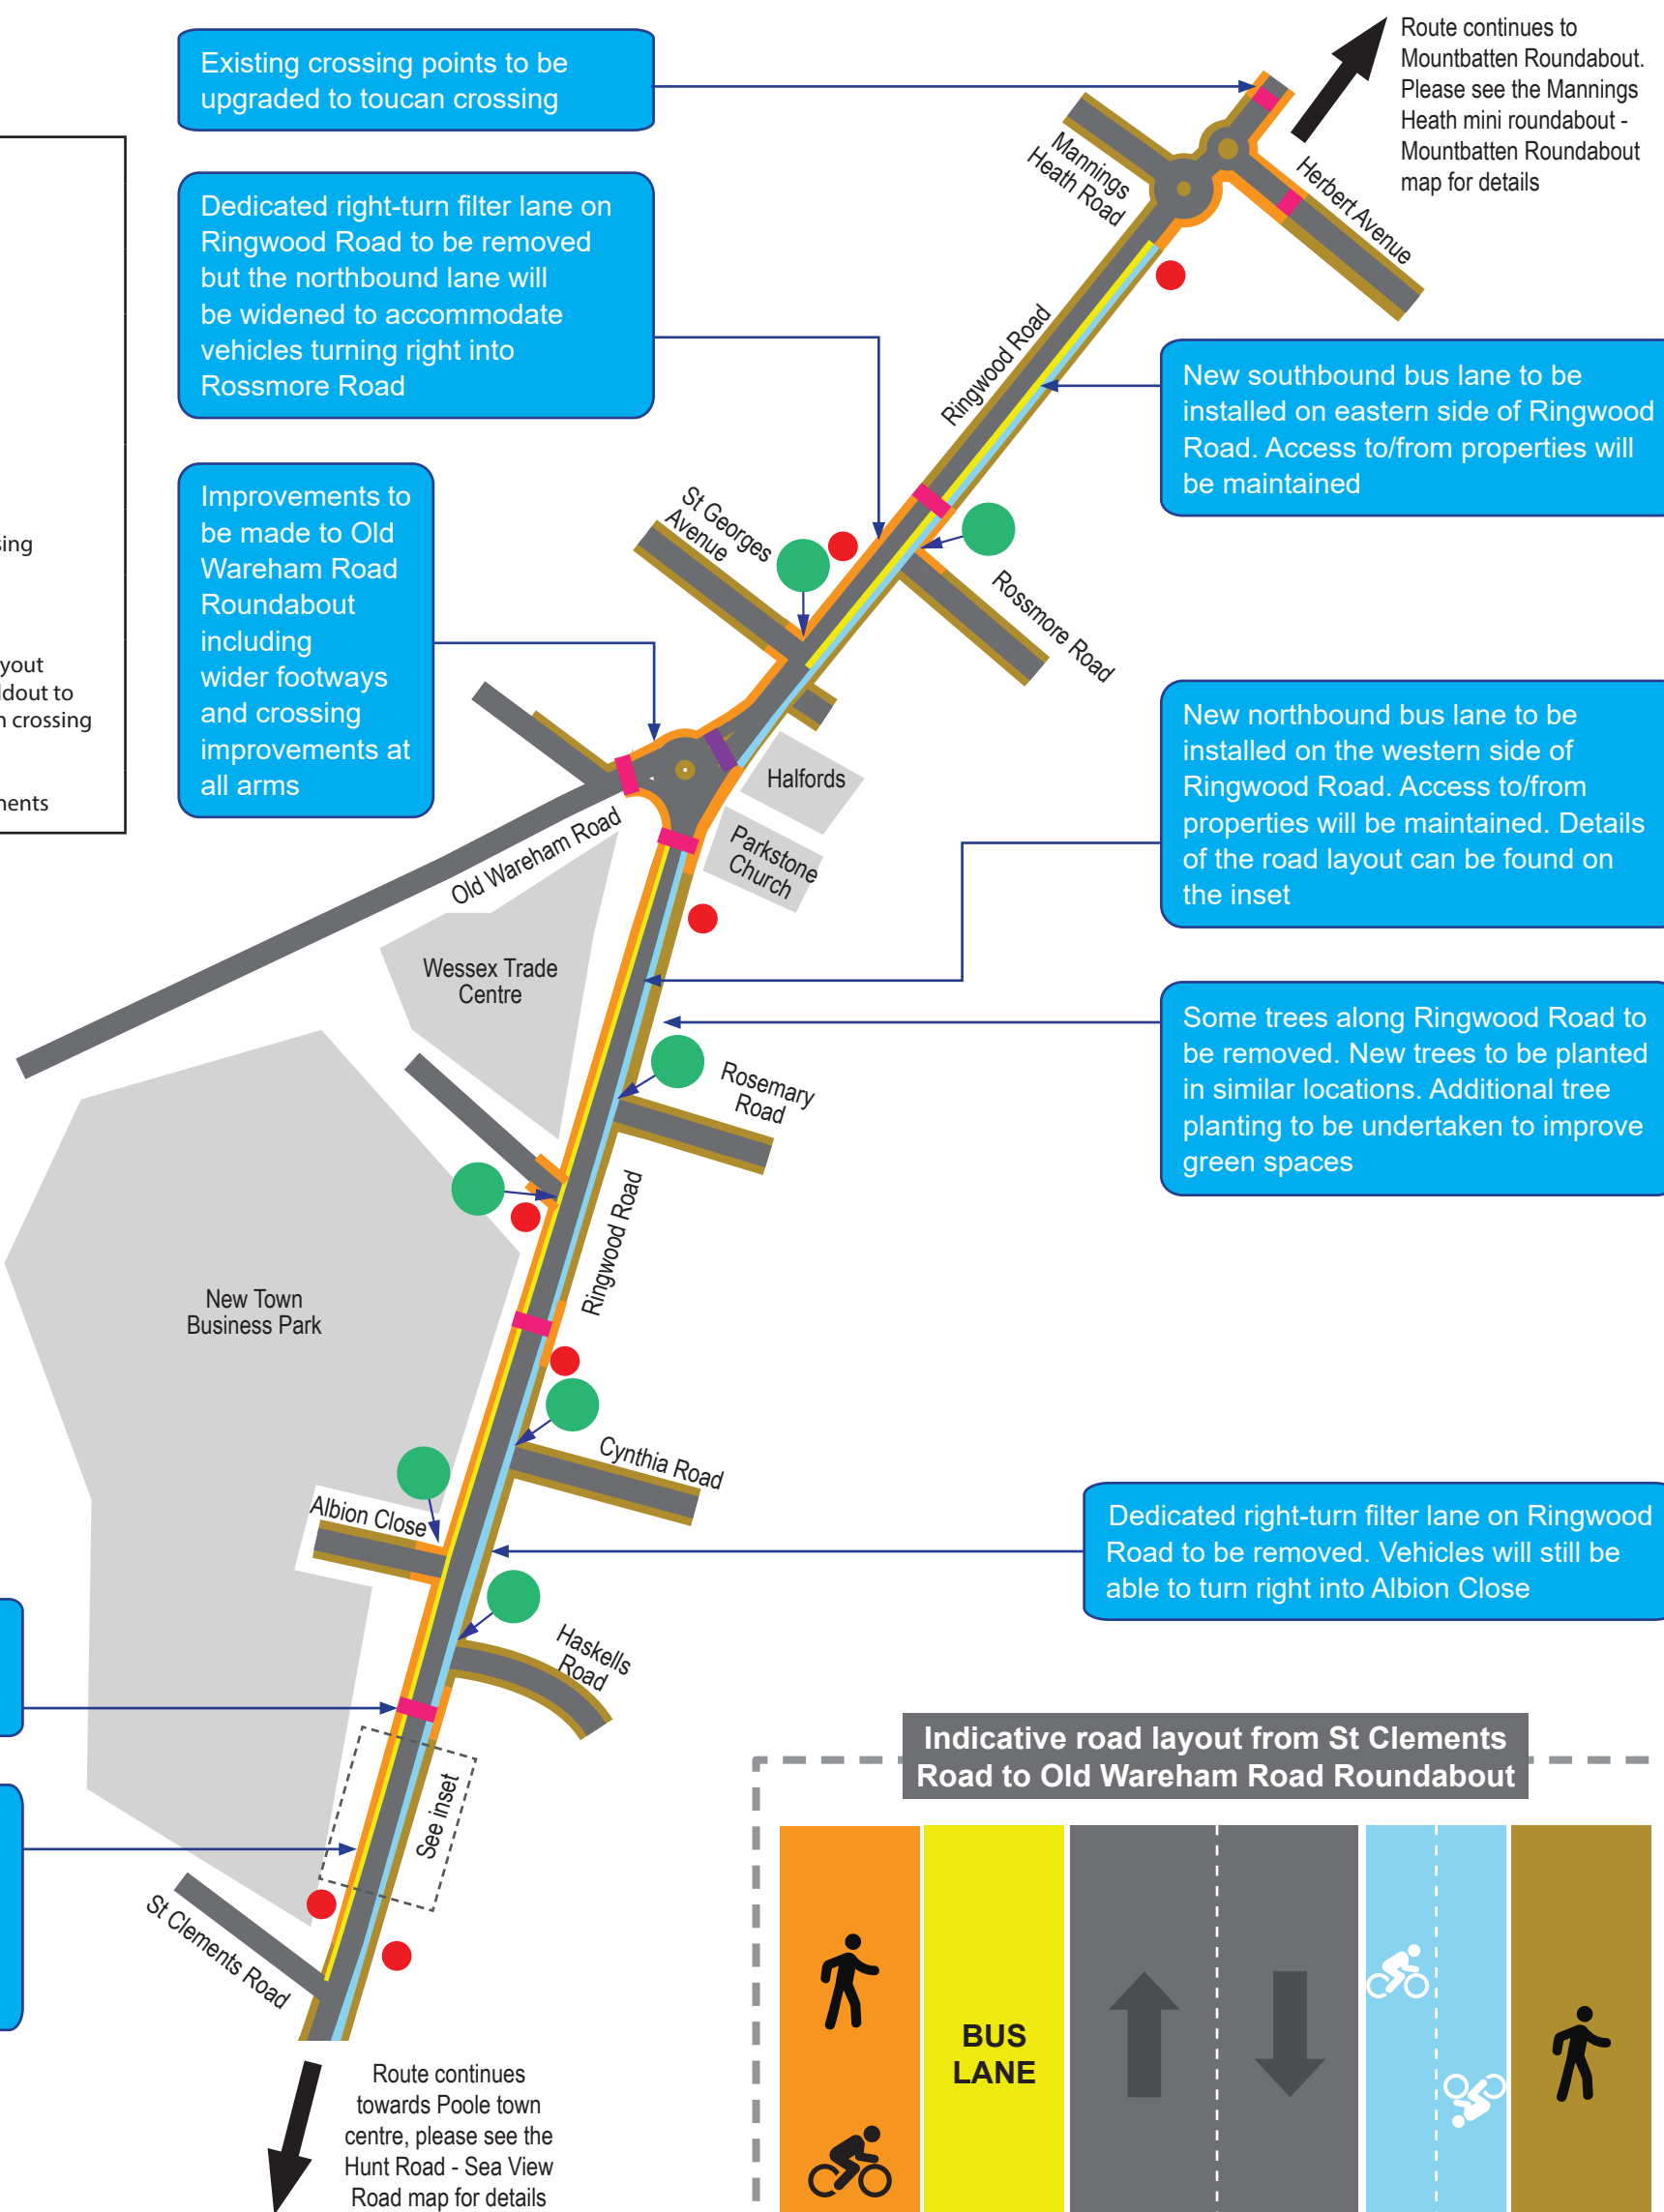 Existing crossing points to be
upgraded to toucan crossing
Route continues to
Mountbatten Roundabout.
Please see the Mannings
Heath mini roundabout -
Mountbatten Roundabout
map for details
Mannings
Heath Road
Herbert Avenue
Dedicated right-turn filter lane on
Ringwood Road to be removed
but the northbound lane will
be widened to accommodate
vehicles turning right into
Rossmore Road
Ringwood Road
New southbound bus lane to be
installed on eastern side of Ringwood
Road. Access to/from properties will
be maintained
Improvements to
be made to Old
Wareham Road
Roundabout
including
wider footways
and crossing
improvements at
all arms
St Georges
Avenue
Rossmore Road
yout
n crossing
Halfords
Parkstone
Church
Old Wareham Road
New northbound bus lane to be
installed on the western side of
Ringwood Road. Access to/from
properties will be maintained. Details
of the road layout can be found on
the inset
Wessex Trade
Centre
Some trees along Ringwood Road to
be removed. New trees to be planted
in similar locations. Additional tree
planting to be undertaken to improve
green spaces
Rosemary
Road
Ringwood Road
New Town
Business Park
Cynthia Road
Albion Close
Dedicated right-turn filter lane on Ringwood
Road to be removed. Vehicles will still be
able to turn right into Albion Close
Haskells
Road
See inset
St Clements Road
Route continues
towards Poole town
centre, please see the
Hunt Road - Sea View
Road map for details
Indicative road layout from St Clements
Road to Old Wareham Road Roundabout
BUS
LANE